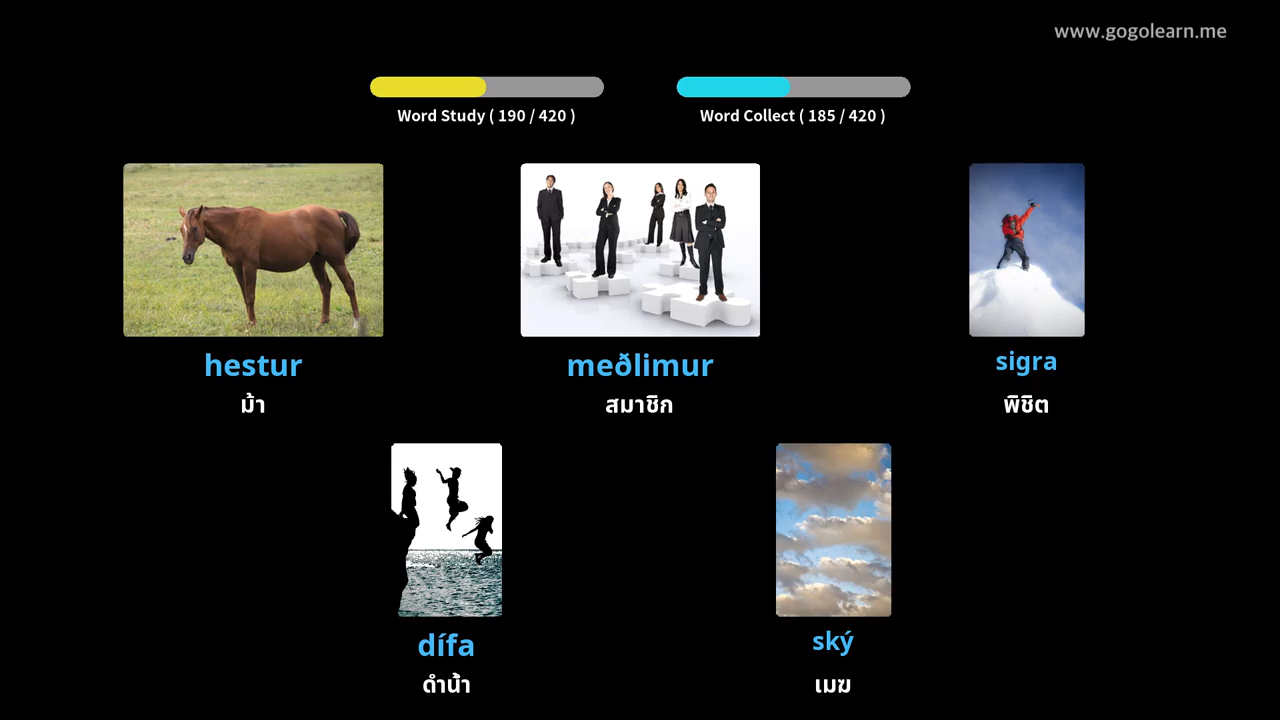 www.gogolearn.me
Word Study ( 190 / 420 )
Word Collect ( 185 / 420 )
hestur
ม้า
meðlimur
สมาชิก
sigra
พิชิต
dífa
ดำน้ำ
ský
เมฆ